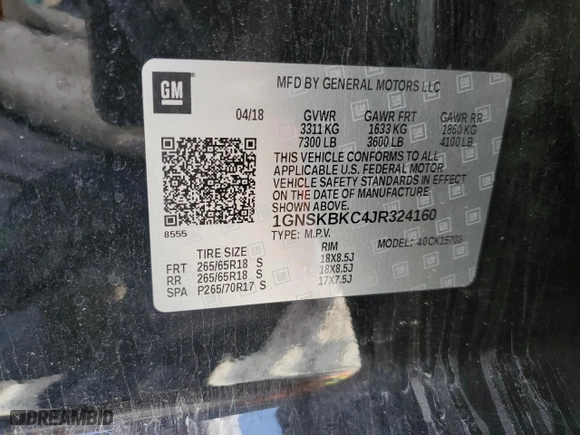 GM
MFD BY GENERAL MOTORS LLC
04/18
GVWR GAWR FRT GAWR RR
3311 KG 1633 KG 1860 KG
7300 LB 3600 LB 4100 LB
THIS VEHICLE CONFORMS TO ALL
APPLICABLE U.S. FEDERAL MOTOR
VEHICLE SAFETY STANDARDS IN EFFECT
ON THE DATE OF MANUFACTURE
SHOWN ABOVE.
1GNSKBKC4JR324160
8555
TYPE: M.P.V. MODEL: 40CK15706
TIRE SIZE RIM
FRT 265/65R18 S 18X8.5J
RR 265/65R18 S 18X8.5J
SPA P265/70R17 S 17X7.5J
DREAMBID